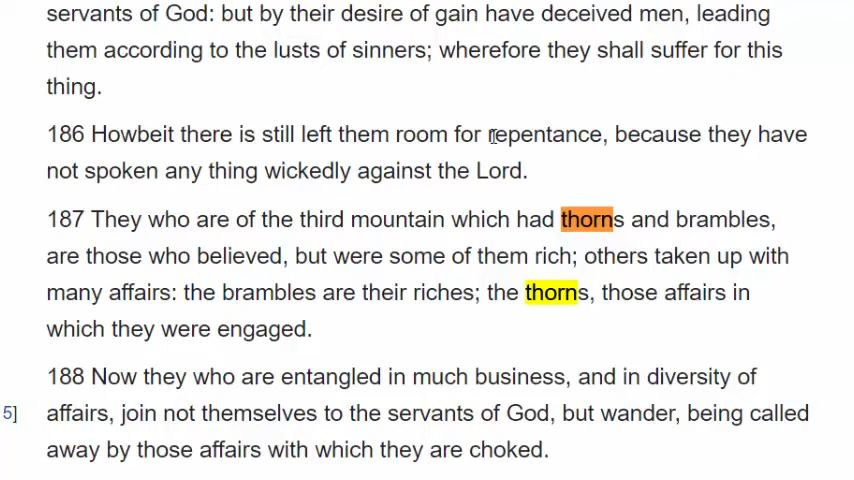 servants of God: but by their desire of gain have deceived men, leading
them according to the lusts of sinners; wherefore they shall suffer for this
thing.
186 Howbeit there is still left them room for repentance, because they have
not spoken any thing wickedly against the Lord.
187 They who are of the third mountain which had thorns and brambles,
are those who believed, but were some of them rich; others taken up with
many affairs: the brambles are their riches; the thorns, those affairs in
which they were engaged.
188 Now they who are entangled in much business, and in diversity of
5] affairs, join not themselves to the servants of God, but wander, being called
away by those affairs with which they are choked.